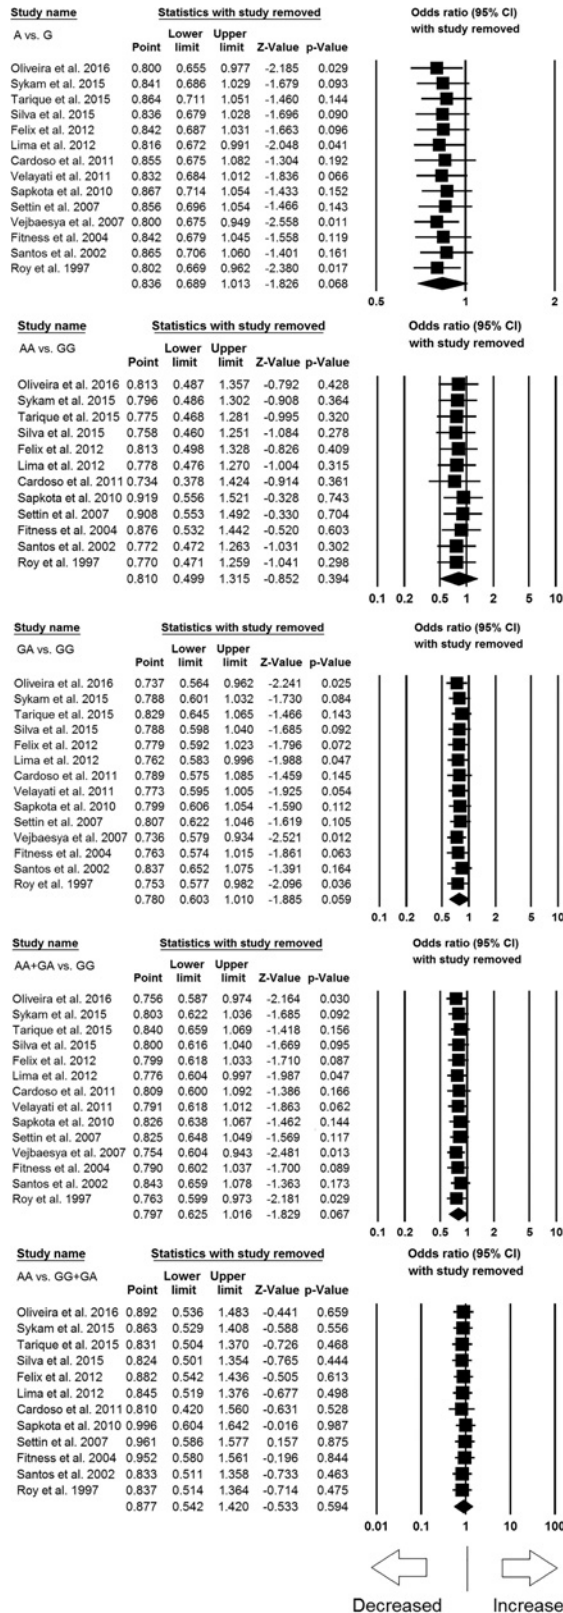 Study name Statistics with study removed Odds ratio (95% CI)
A vs. G with study removed
Lower Upper
Point limit limit Z-Value p-Value
Oliveira et al. 2016 0.800 0.655 0.977 -2.185 0.029
Sykam et al. 2015 0.841 0.686 1.029 -1.679 0.093
Tarique et al. 2015 0.864 0.711 1.051 -1.460 0.144
Silva et al. 2015 0.836 0.679 1.028 -1.696 0.090
Felix et al. 2012 0.842 0.687 1.031 -1.663 0.096
Lima et al. 2012 0.816 0.672 0.991 -2.048 0.041
Cardoso et al. 2011 0.855 0.675 1.082 -1.304 0.192
Velayati et al. 2011 0.832 0.684 1.012 -1.836 0 066
Sapkota et al. 2010 0.867 0.714 1.054 -1.433 0.152
Settin et al. 2007 0.856 0.696 1.054 -1.466 0.143
Vejbaesya et al. 2007 0.800 0.675 0.949 -2.558 0.011
Fitness et al. 2004 0.842 0.679 1.045 -1.558 0.119
Santos et al. 2002 0.865 0.706 1.060 -1.401 0.161
Roy et al. 1997 0.802 0.669 0.962 -2.380 0.017
0.836 0.689 1.013 -1.826 0.068
0.5 1 2
Study name Statistics with study removed Odds ratio (95% CI)
AA vs. GG with study removed
Lower Upper
Point limit limit Z-Value p-Value
Oliveira et al. 2016 0.813 0.487 1.357 -0.792 0.428
Sykam et al. 2015 0.796 0.486 1.302 -0.908 0.364
Tarique et al. 2015 0.775 0.468 1.281 -0.995 0.320
Silva et al. 2015 0.758 0.460 1.251 -1.084 0.278
Felix et al. 2012 0.813 0.498 1.328 -0.826 0.409
Lima et al. 2012 0.778 0.476 1.270 -1.004 0.315
Cardoso et al. 2011 0.734 0.378 1.424 -0.914 0.361
Sapkota et al. 2010 0.919 0.556 1.521 -0.328 0.743
Settin et al. 2007 0.908 0.553 1.492 -0.330 0.704
Fitness et al. 2004 0.876 0.532 1.442 -0.520 0.603
Santos et al. 2002 0.772 0.472 1.263 -1.031 0.302
Roy et al. 1997 0.770 0.471 1.259 -1.041 0.298
0.810 0.499 1.315 -0.852 0.394
0.1 0.2 0.5 1 2 5 10
Study name Statistics with study removed Odds ratio (95% CI)
GA vs. GG with study removed
Lower Upper
Point limit limit Z-Value p-Value
Oliveira et al. 2016 0.737 0.564 0.962 -2.241 0.025
Sykam et al. 2015 0.788 0.601 1.032 -1.730 0.084
Tarique et al. 2015 0.829 0.645 1.065 -1.466 0.143
Silva et al. 2015 0.788 0.598 1.040 -1.685 0.092
Felix et al. 2012 0.779 0.592 1.023 -1.796 0.072
Lima et al. 2012 0.762 0.583 0.996 -1.988 0.047
Cardoso et al. 2011 0.789 0.575 1.085 -1.459 0.145
Velayati et al. 2011 0.773 0.595 1.005 -1.925 0.054
Sapkota et al. 2010 0.799 0.606 1.054 -1.590 0.112
Settin et al. 2007 0.807 0.622 1.046 -1.619 0.105
Vejbaesya et al. 2007 0.736 0.579 0.934 -2.521 0.012
Fitness et al. 2004 0.763 0.574 1.015 -1.861 0.063
Santos et al. 2002 0.837 0.652 1.075 -1.391 0.164
Roy et al. 1997 0.753 0.577 0.982 -2.096 0.036
0.780 0.603 1.010 -1.885 0.059
0.1 0.2 0.5 1 2 5 10
Study name Statistics with study removed Odds ratio (95% CI)
AA+GA vs. GG with study removed
Lower Upper
Point limit limit Z-Value p-Value
Oliveira et al. 2016 0.756 0.587 0.974 -2.164 0.030
Sykam et al. 2015 0.803 0.622 1.036 -1.685 0.092
Tarique et al. 2015 0.840 0.659 1.069 -1.418 0.156
Silva et al. 2015 0.800 0.616 1.040 -1.669 0.095
Felix et al. 2012 0.799 0.618 1.033 -1.710 0.087
Lima et al. 2012 0.776 0.604 0.997 -1.987 0.047
Cardoso et al. 2011 0.809 0.600 1.092 -1.386 0.166
Velayati et al. 2011 0.791 0.618 1.012 -1.863 0.062
Sapkota et al. 2010 0.826 0.638 1.067 -1.462 0.144
Settin et al. 2007 0.825 0.648 1.049 -1.569 0.117
Vejbaesya et al. 2007 0.754 0.604 0.943 -2.481 0.013
Fitness et al. 2004 0.790 0.602 1.037 -1.700 0.089
Santos et al. 2002 0.843 0.659 1.078 -1.363 0.173
Roy et al. 1997 0.763 0.599 0.973 -2.181 0.029
0.797 0.625 1.016 -1.829 0.067
0.1 0.2 0.5 1 2 5 10
Study name Statistics with study removed Odds ratio (95% CI)
AA vs. GG+GA with study removed
Lower Upper
Point limit limit Z-Value p-Value
Oliveira et al. 2016 0.892 0.536 1.483 -0.441 0.659
Sykam et al. 2015 0.863 0.529 1.408 -0.588 0.556
Tarique et al. 2015 0.831 0.504 1.370 -0.726 0.468
Silva et al. 2015 0.824 0.501 1.354 -0.765 0.444
Felix et al. 2012 0.882 0.542 1.436 -0.505 0.613
Lima et al. 2012 0.845 0.519 1.376 -0.677 0.498
Cardoso et al. 2011 0.810 0.420 1.560 -0.631 0.528
Sapkota et al. 2010 0.996 0.604 1.642 -0.016 0.987
Settin et al. 2007 0.961 0.586 1.577 0.157 0.875
Fitness et al. 2004 0.952 0.580 1.561 -0.196 0.844
Santos et al. 2002 0.833 0.511 1.358 -0.733 0.463
Roy et al. 1997 0.837 0.514 1.364 -0.714 0.475
0.877 0.542 1.420 -0.533 0.594
0.01 0.1 1 10 100
Decreased Increase